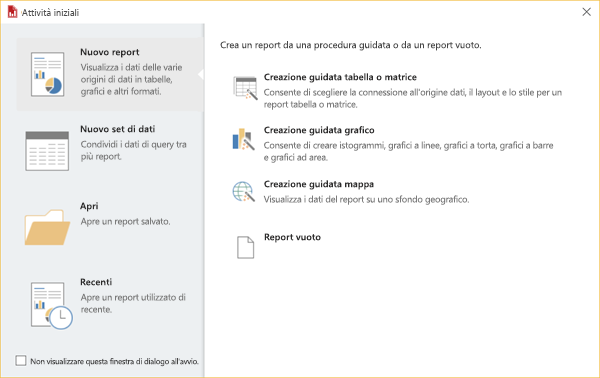 Attività iniziali
Nuovo report
Visualizza i dati delle varie
origini di dati in tabelle,
grafici e altri formati.
Nuovo set di dati
Condividi i dati di query tra
più report.
Apri
Apre un report salvato.
Recenti
Apre un report utilizzato di
recente.
Non visualizzare questa finestra di dialogo all'avvio.
Crea un report da una procedura guidata o da un report vuoto.
Creazione guidata tabella o matrice
Consente di scegliere la connessione all'origine dati, il layout e lo stile per un
report tabella o matrice.
Creazione guidata grafico
Consente di creare istogrammi, grafici a linee, grafici a torta, grafici a barre
e grafici ad area.
Creazione guidata mappa
Visualizza i dati del report su uno sfondo geografico.
Report vuoto